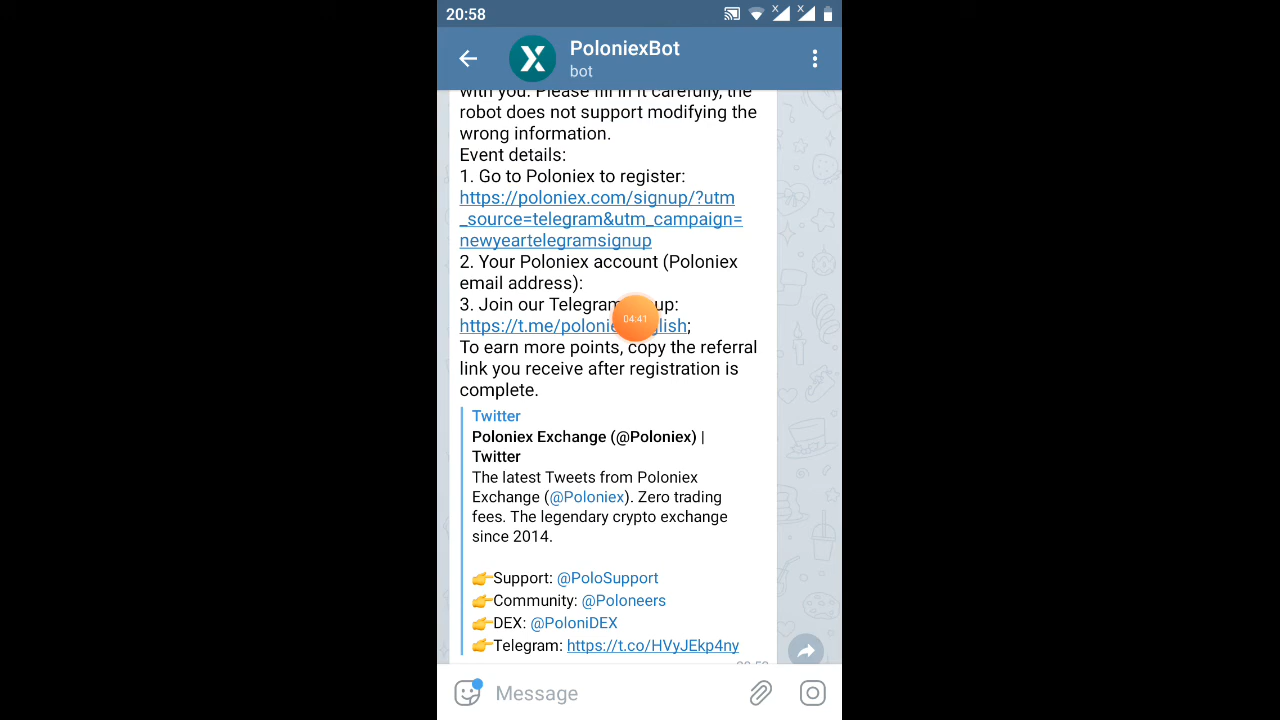 20:58
PoloniexBot
bot
with you. Please fill in it carefully, the
robot does not support modifying the
wrong information.
Event details:
1. Go to Poloniex to register:
https://poloniex.com/signup/?utm
_source=telegram&utm_campaign=
newyeartelegramsignup
2. Your Poloniex account (Poloniex
email address):
3. Join our Telegram up:
04:41
https://t.me/polonie lish;
To earn more points, copy the referral
link you receive after registration is
complete.
Twitter
Poloniex Exchange (@Poloniex) |
Twitter
The latest Tweets from Poloniex
Exchange (@Poloniex). Zero trading
fees. The legendary crypto exchange
since 2014.
👉Support: @PoloSupport
👉Community: @Poloneers
👉DEX: @PoloniDEX
👉Telegram: https://t.co/HVyJEkp4ny
Message